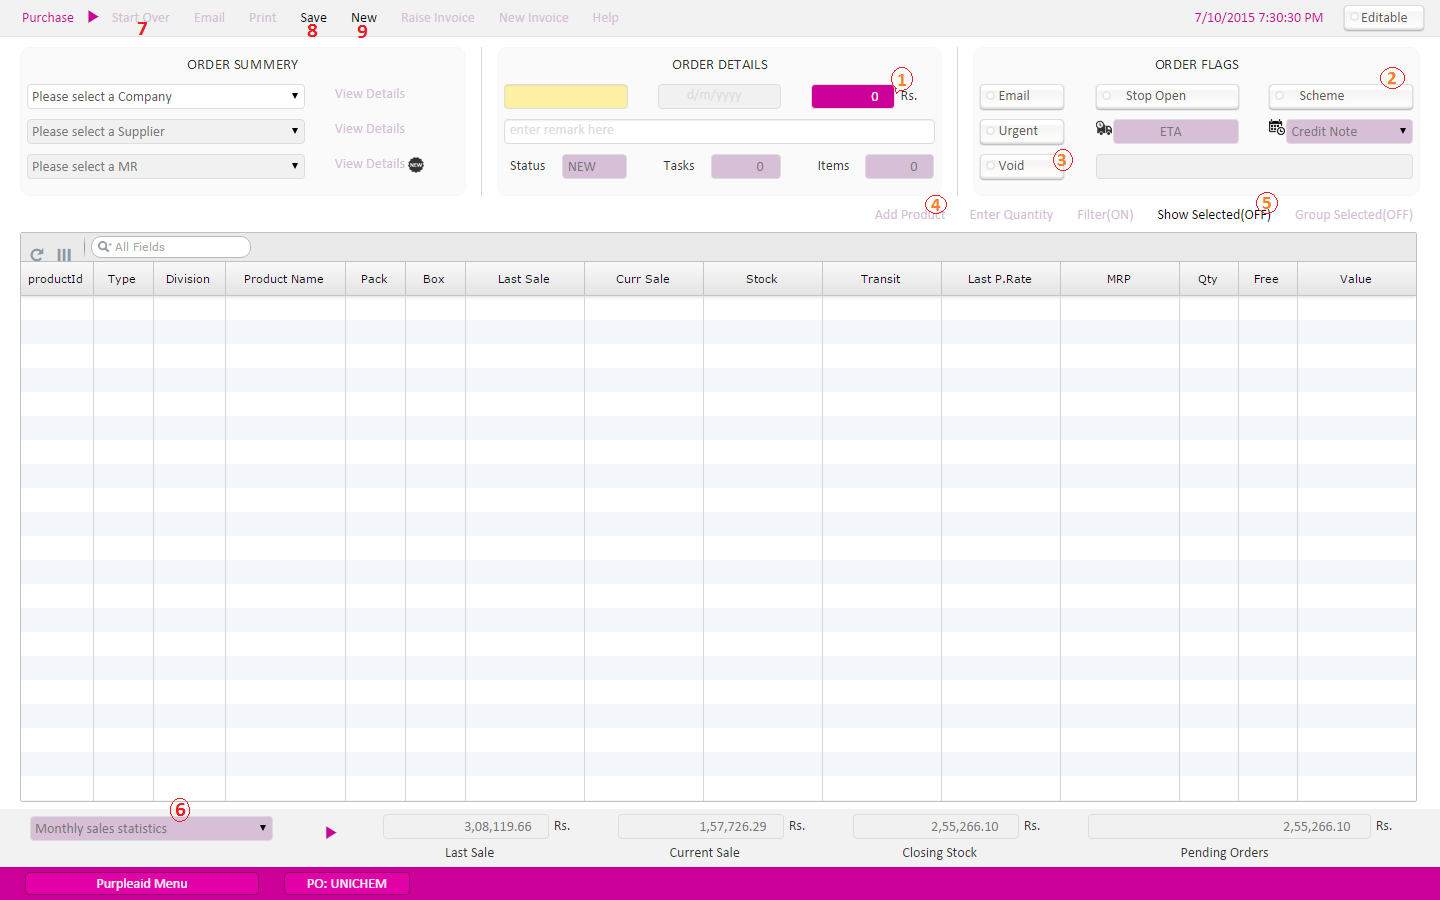 Purchase Start Over Email Print Save New Raise Invoice New Invoice Help 7/10/2015 7:30:30 PM Editable
7 8 9
ORDER SUMMERY
Please select a Company View Details
Please select a Supplier View Details
Please select a MR View Details NEW
ORDER DETAILS
1
d/m/yyyy 0 Rs.
enter remark here
Status NEW Tasks 0 Items 0
ORDER FLAGS
2
Email Stop Open Scheme
Urgent ETA Credit Note
Void 3
4 5
Add Product Enter Quantity Filter(ON) Show Selected(OFF) Group Selected(OFF)
All Fields
productId Type Division Product Name Pack Box Last Sale Curr Sale Stock Transit Last P.Rate MRP Qty Free Value
6
Monthly sales statistics 3,08,119.66 Rs. 1,57,726.29 Rs. 2,55,266.10 Rs. 2,55,266.10 Rs.
Last Sale Current Sale Closing Stock Pending Orders
Purpleaid Menu PO: UNICHEM